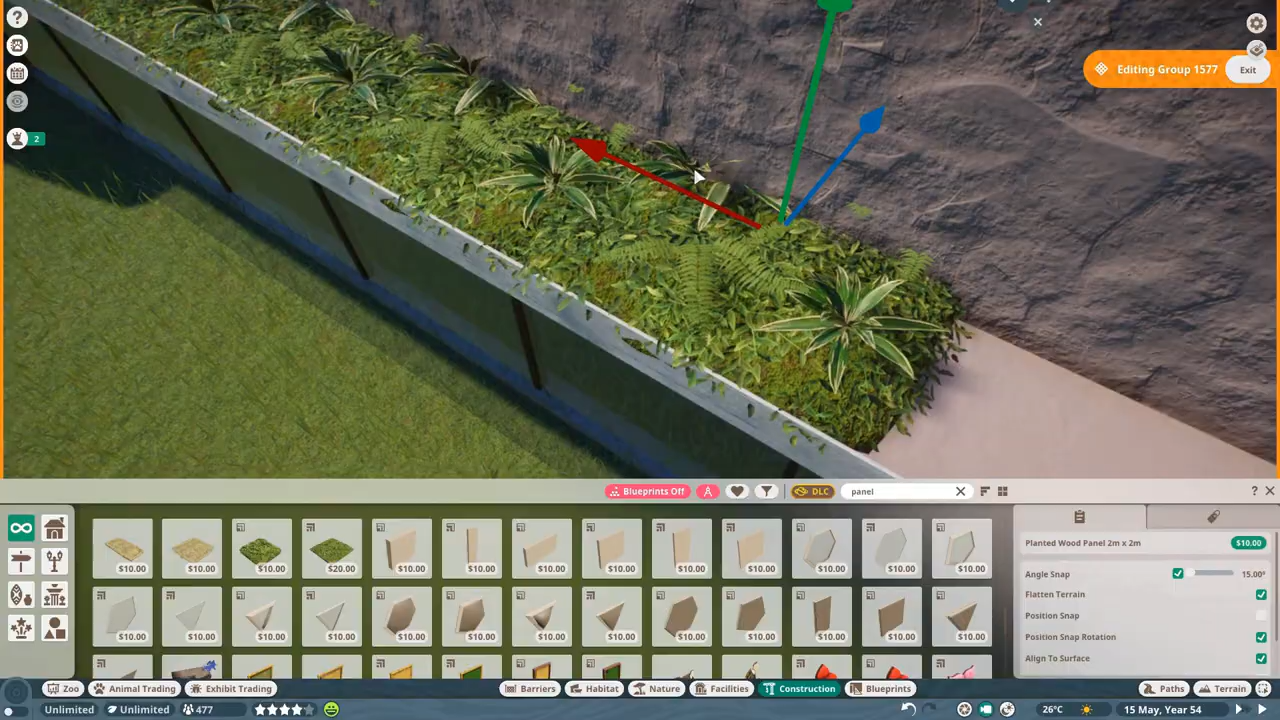 ?
Editing Group 1577 Exit
2
Blueprints Off DLC panel ?
$10.00 $10.00 $10.00 $20.00 $10.00 $10.00 $10.00 $10.00 $10.00 $10.00 $10.00 $10.00 $10.00
$10.00 $10.00 $10.00 $10.00 $10.00 $10.00 $10.00 $10.00 $10.00 $10.00 $10.00 $10.00 $10.00
Planted Wood Panel 2m x 2m $10.00
Angle Snap 15.00°
Flatten Terrain
Position Snap
Position Snap Rotation
Align To Surface
Zoo Animal Trading Exhibit Trading Barriers Habitat Nature Facilities Construction Blueprints Paths Terrain
Unlimited Unlimited 477 26°C 15 May, Year 54